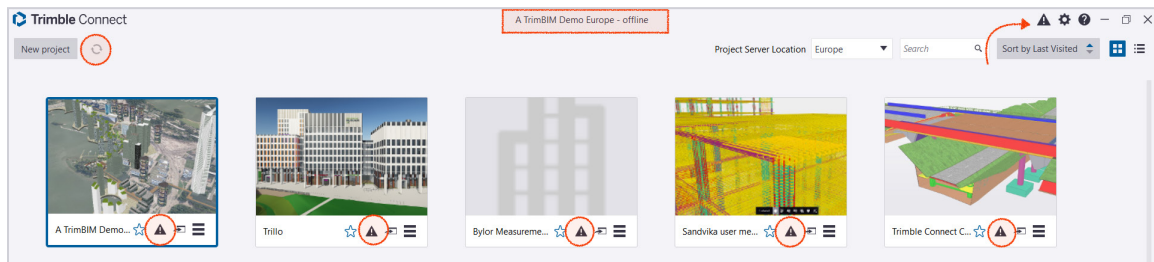 Trimble Connect
A TrimBIM Demo Europe - offline
New project
Project Server Location Europe
Search
Sort by Last Visited
A TrimBIM Demo...
Trillo
Bylor Measureme...
Sandvika user me...
Trimble Connect C...